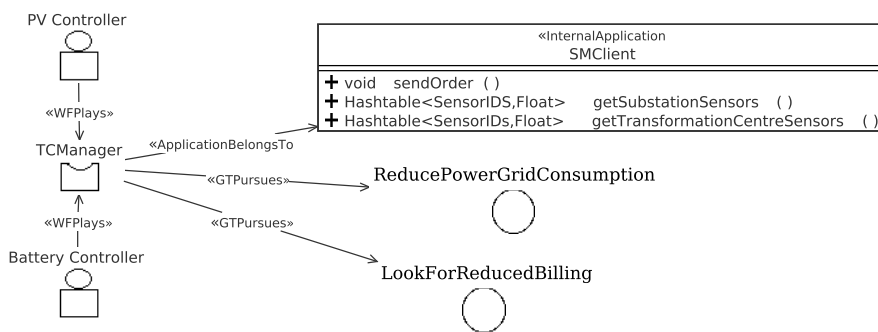 PV Controller
«WFPlays»
TCManager
«WFPlays»
Battery Controller
«ApplicationBelongsTo
«GTPursues»
«GTPursues»
«InternalApplication»
SMClient
+ void sendOrder ( )
+ Hashtable<SensorIDS,Float> getSubstationSensors ( )
+ Hashtable<SensorIDs,Float> getTransformationCentreSensors ( )
ReducePowerGridConsumption
LookForReducedBilling